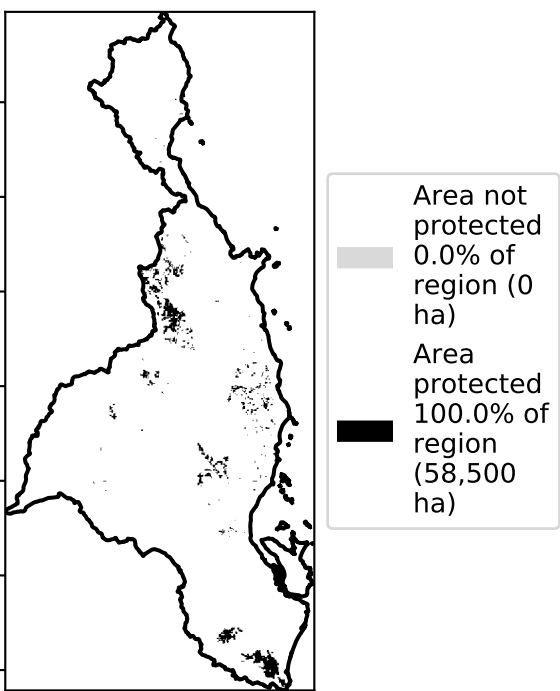 Area not
protected
0.0% of
region (0
ha)
Area
protected
100.0% of
region
(58,500
ha)